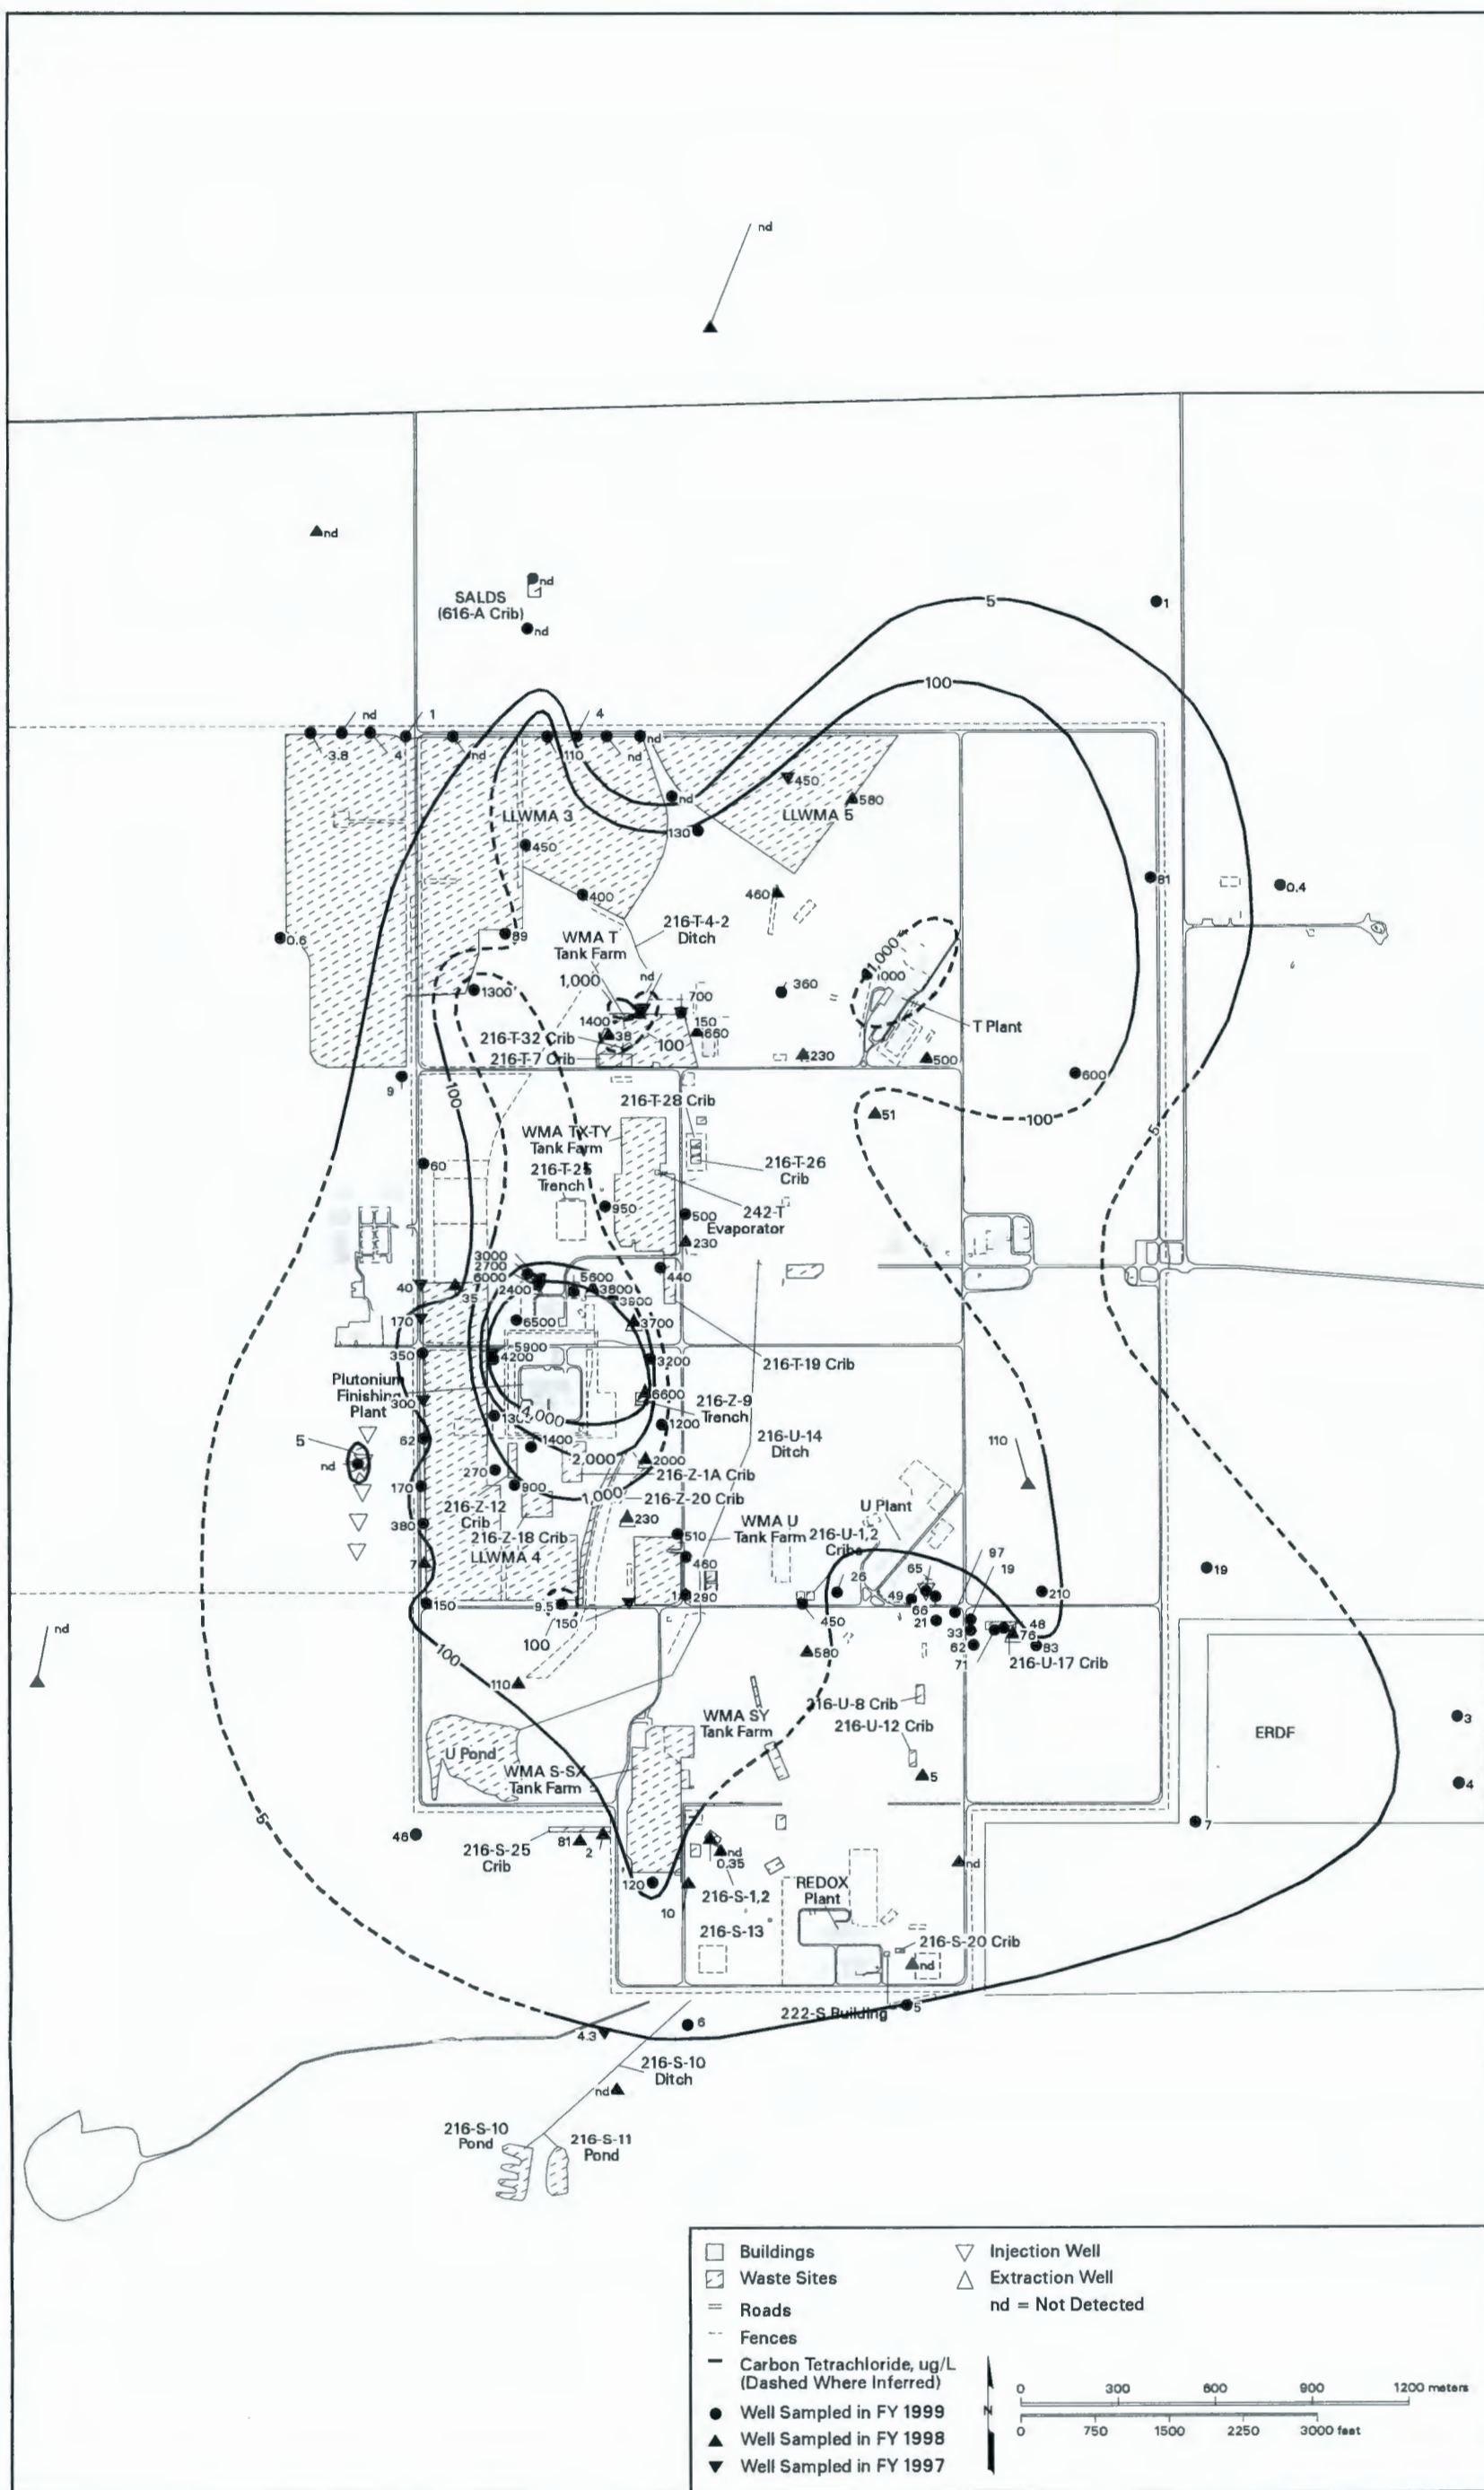 nd
nd
nd
SALDS
(616-A Crib)
nd
5
1
100
nd
1
4
3.8
4
nd
110
nd
nd
450
580
nd
LLWMA 3
LLWMA 5
130
450
81
0.4
400
460
216-T-4-2
Ditch
89
WMA T
Tank Farm
0.6
1,000
1,000
nd
1000
360
1300
700
1400
150
T Plant
216-T-32 Crib
38
660
100
216-T-7 Crib
230
500
600
9
100
216-T-28 Crib
51
100
5
WMA TX-TY
Tank Farm
60
216-T-26
Crib
Trench
950
242-T
Evaporator
500
230
3000
2700
6000
2400
5600
3800
440
40
35
170
6500
3700
5900
350
4200
3200
216-T-19 Crib
Plutonium
Finishing
Plant
300
6600
216-Z-9
Trench
4,000
1200
216-U-14
Ditch
62
1400
110
5
nd
2,000
2000
270
216-Z-1A Crib
170
900
1,000
216-Z-20 Crib
216-Z-12
Crib
U Plant
380
216-Z-18 Crib
230
WMA U
Tank Farm
216-U-1,2
Cribs
510
7
LLWMA 4
460
97
19
65
26
19
150
9.5
290
49
210
150
450
66
21
33
48
76
100
100
62
83
nd
580
71
216-U-17 Crib
110
216-U-8 Crib
WMA SY
Tank Farm
216-U-12 Crib
3
ERDF
U Pond
WMA S-SX
Tank Farm
5
4
5
7
46
216-S-25
Crib
81
2
nd
0.35
nd
120
REDOX
Plant
216-S-1,2
10
216-S-13
216-S-20 Crib
nd
222-S Building
5
6
4.3
216-S-10
Ditch
nd
216-S-10
Pond
216-S-11
Pond
Buildings
Injection Well
Waste Sites
Extraction Well
Roads
nd = Not Detected
Fences
Carbon Tetrachloride, ug/L
(Dashed Where Inferred)
Well Sampled in FY 1999
Well Sampled in FY 1998
Well Sampled in FY 1997
N
0 300 600 900 1200 meters
0 750 1500 2250 3000 feet